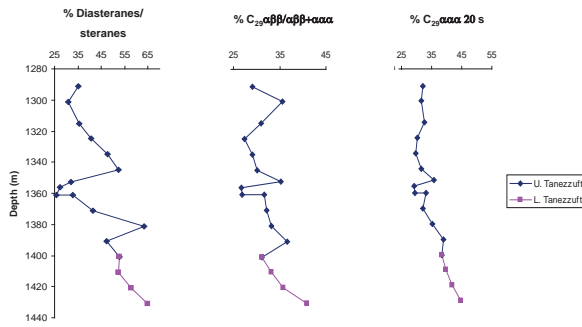 % Diasteranes/
steranes
% C₂₉αββ/αββ+ααα
% C₂₉ααα 20 s
25 35 45 55 65
25 35 45
25 35 45 55
1280
1300
1320
1340
1360
1380
1400
1420
1440
Depth (m)
U. Tanezzuft
L. Tanezzuft